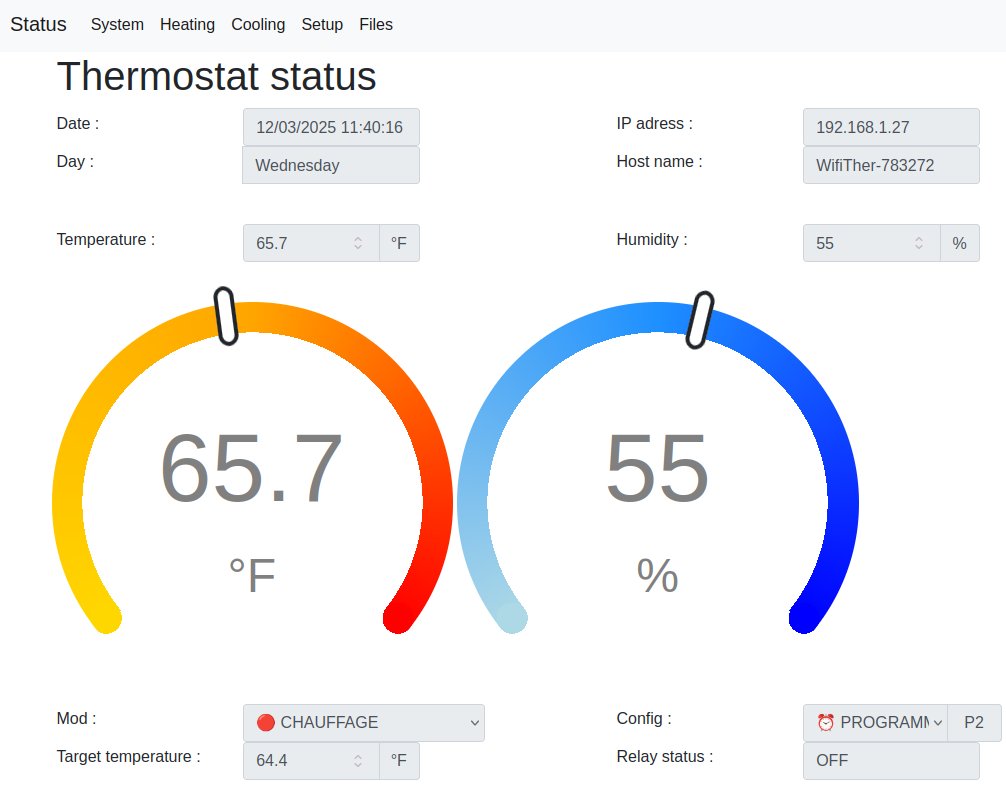 Status System Heating Cooling Setup Files
Thermostat status
Date : 12/03/2025 11:40:16 IP adress : 192.168.1.27
Day : Wednesday Host name : WifiTher-783272
Temperature : 65.7 °F Humidity : 55 %
65.7 55
°F %
Mod : CHAUFFAGE Config : PROGRAMM P2
Target temperature : 64.4 °F Relay status : OFF